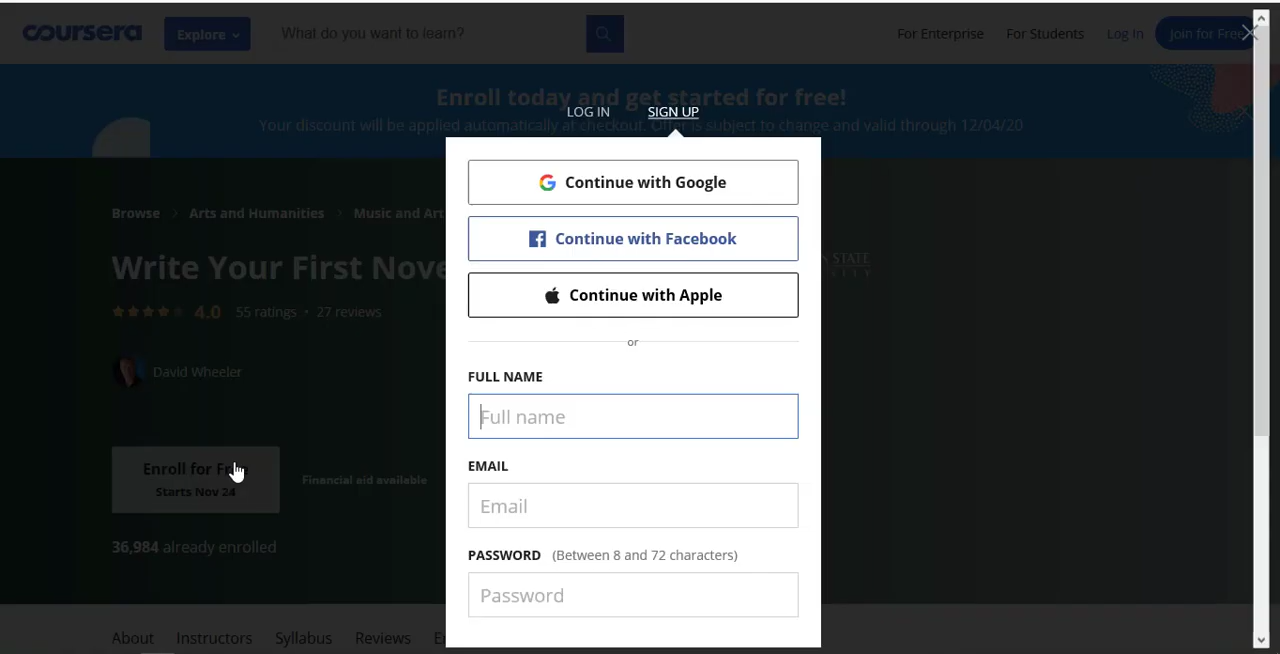 coursera
Explore
What do you want to learn?
For Enterprise
For Students
Log In
Join for Free
Enroll today and get started for free!
Your discount will be applied automatically at checkout. Offer is subject to change and valid through 12/04/20
LOG IN
SIGN UP
Continue with Google
Continue with Facebook
Continue with Apple
or
FULL NAME
Full name
EMAIL
Email
PASSWORD (Between 8 and 72 characters)
Password
Browse > Arts and Humanities > Music and Art
Write Your First Nove
4.0 55 ratings • 27 reviews
STATE
David Wheeler
Enroll for Free
Starts Nov 24
Financial aid available
36,984 already enrolled
About
Instructors
Syllabus
Reviews